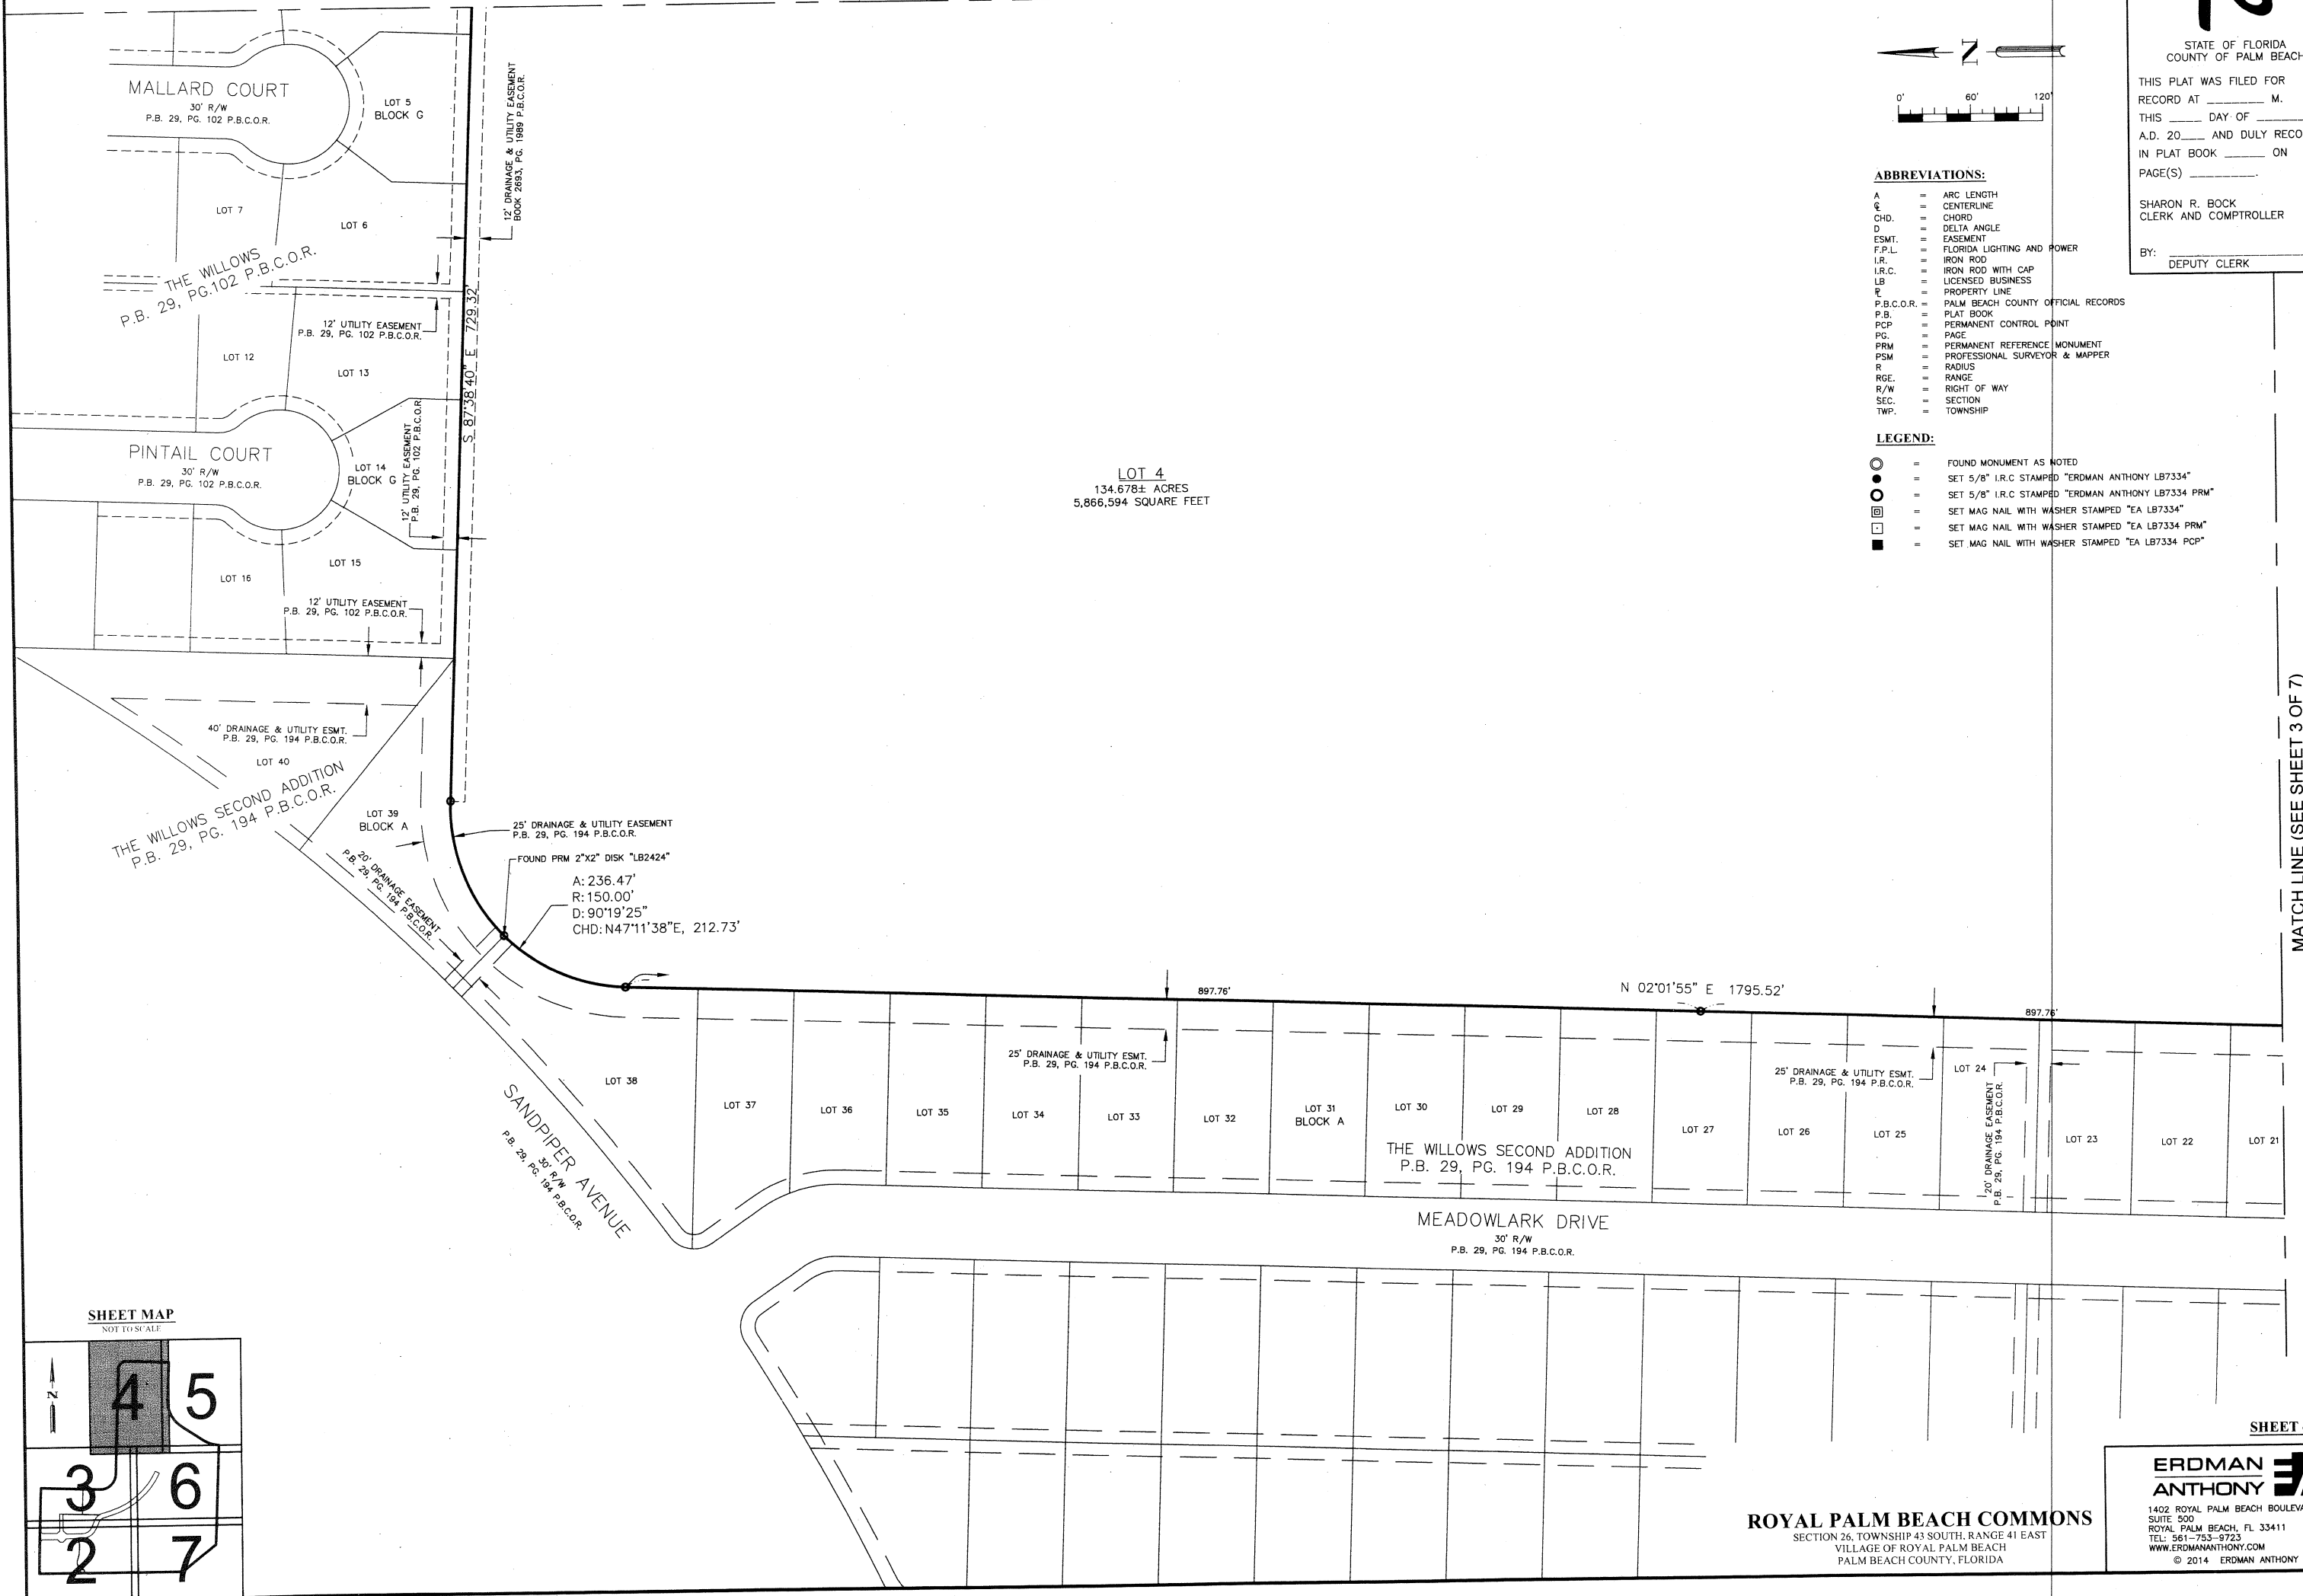 MALLARD COURT
30' R/W
P.B. 29, PG. 102 P.B.C.O.R.
LOT 5
BLOCK G
12' DRAINAGE & UTILITY EASEMENT
BOOK 2693, PG. 1989 P.B.C.O.R.
LOT 7
LOT 6
THE WILLOWS
P.B. 29, PG.102 P.B.C.O.R.
12' UTILITY EASEMENT
P.B. 29, PG. 102 P.B.C.O.R.
S 87°38'40" E 729.32'
LOT 12
LOT 13
PINTAIL COURT
30' R/W
P.B. 29, PG. 102 P.B.C.O.R.
LOT 14
BLOCK G
12' UTILITY EASEMENT
P.B. 29, PG. 102 P.B.C.O.R.
LOT 15
LOT 16
12' UTILITY EASEMENT
P.B. 29, PG. 102 P.B.C.O.R.
40' DRAINAGE & UTILITY ESMT.
P.B. 29, PG. 194 P.B.C.O.R.
LOT 40
THE WILLOWS SECOND ADDITION
P.B. 29, PG. 194 P.B.C.O.R.
LOT 39
BLOCK A
20' DRAINAGE EASEMENT
P.B. 29, PG. 194 P.B.C.O.R.
25' DRAINAGE & UTILITY EASEMENT
P.B. 29, PG. 194 P.B.C.O.R.
FOUND PRM 2"X2" DISK "LB2424"
A: 236.47'
R: 150.00'
D: 90°19'25"
CHD: N47°11'38"E, 212.73'
LOT 4
134.678± ACRES
5,866,594 SQUARE FEET
N
0' 60' 120'
ABBREVIATIONS:
A = ARC LENGTH
℄ = CENTERLINE
CHD. = CHORD
D = DELTA ANGLE
ESMT. = EASEMENT
F.P.L. = FLORIDA LIGHTING AND POWER
I.R. = IRON ROD
I.R.C. = IRON ROD WITH CAP
LB = LICENSED BUSINESS
= PROPERTY LINE
P.B.C.O.R. = PALM BEACH COUNTY OFFICIAL RECORDS
P.B. = PLAT BOOK
PCP = PERMANENT CONTROL POINT
PG. = PAGE
PRM = PERMANENT REFERENCE MONUMENT
PSM = PROFESSIONAL SURVEYOR & MAPPER
R = RADIUS
RGE. = RANGE
R/W = RIGHT OF WAY
SEC. = SECTION
TWP. = TOWNSHIP
LEGEND:
= FOUND MONUMENT AS NOTED
= SET 5/8" I.R.C STAMPED "ERDMAN ANTHONY LB7334"
= SET 5/8" I.R.C STAMPED "ERDMAN ANTHONY LB7334 PRM"
= SET MAG NAIL WITH WASHER STAMPED "EA LB7334"
= SET MAG NAIL WITH WASHER STAMPED "EA LB7334 PRM"
= SET MAG NAIL WITH WASHER STAMPED "EA LB7334 PCP"
STATE OF FLORIDA
COUNTY OF PALM BEACH
THIS PLAT WAS FILED FOR
RECORD AT _______ M.
THIS ____ DAY OF ______
A.D. 20___ AND DULY RECO
IN PLAT BOOK _____ ON
PAGE(S) ________.
SHARON R. BOCK
CLERK AND COMPTROLLER
BY: ______________
DEPUTY CLERK
MATCH LINE (SEE SHEET 3 OF 7)
897.76'
N 02°01'55" E 1795.52'
897.76'
25' DRAINAGE & UTILITY ESMT.
P.B. 29, PG. 194 P.B.C.O.R.
25' DRAINAGE & UTILITY ESMT.
P.B. 29, PG. 194 P.B.C.O.R.
LOT 38
LOT 37
LOT 36
LOT 35
LOT 34
LOT 33
LOT 32
LOT 31
BLOCK A
LOT 30
LOT 29
LOT 28
LOT 27
LOT 26
LOT 25
LOT 24
20' DRAINAGE EASEMENT
P.B. 29, PG. 194 P.B.C.O.R.
LOT 23
LOT 22
LOT 21
THE WILLOWS SECOND ADDITION
P.B. 29, PG. 194 P.B.C.O.R.
SANDPIPER AVENUE
30' R/W
P.B. 29, PG. 194 P.B.C.O.R.
MEADOWLARK DRIVE
30' R/W
P.B. 29, PG. 194 P.B.C.O.R.
SHEET MAP
NOT TO SCALE
N
4 5
3 6
2 7
ROYAL PALM BEACH COMMONS
SECTION 26, TOWNSHIP 43 SOUTH, RANGE 41 EAST
VILLAGE OF ROYAL PALM BEACH
PALM BEACH COUNTY, FLORIDA
SHEET
ERDMAN
ANTHONY
1402 ROYAL PALM BEACH BOULEVA
SUITE 500
ROYAL PALM BEACH, FL 33411
TEL: 561-753-9723
WWW.ERDMANANTHONY.COM
© 2014 ERDMAN ANTHONY